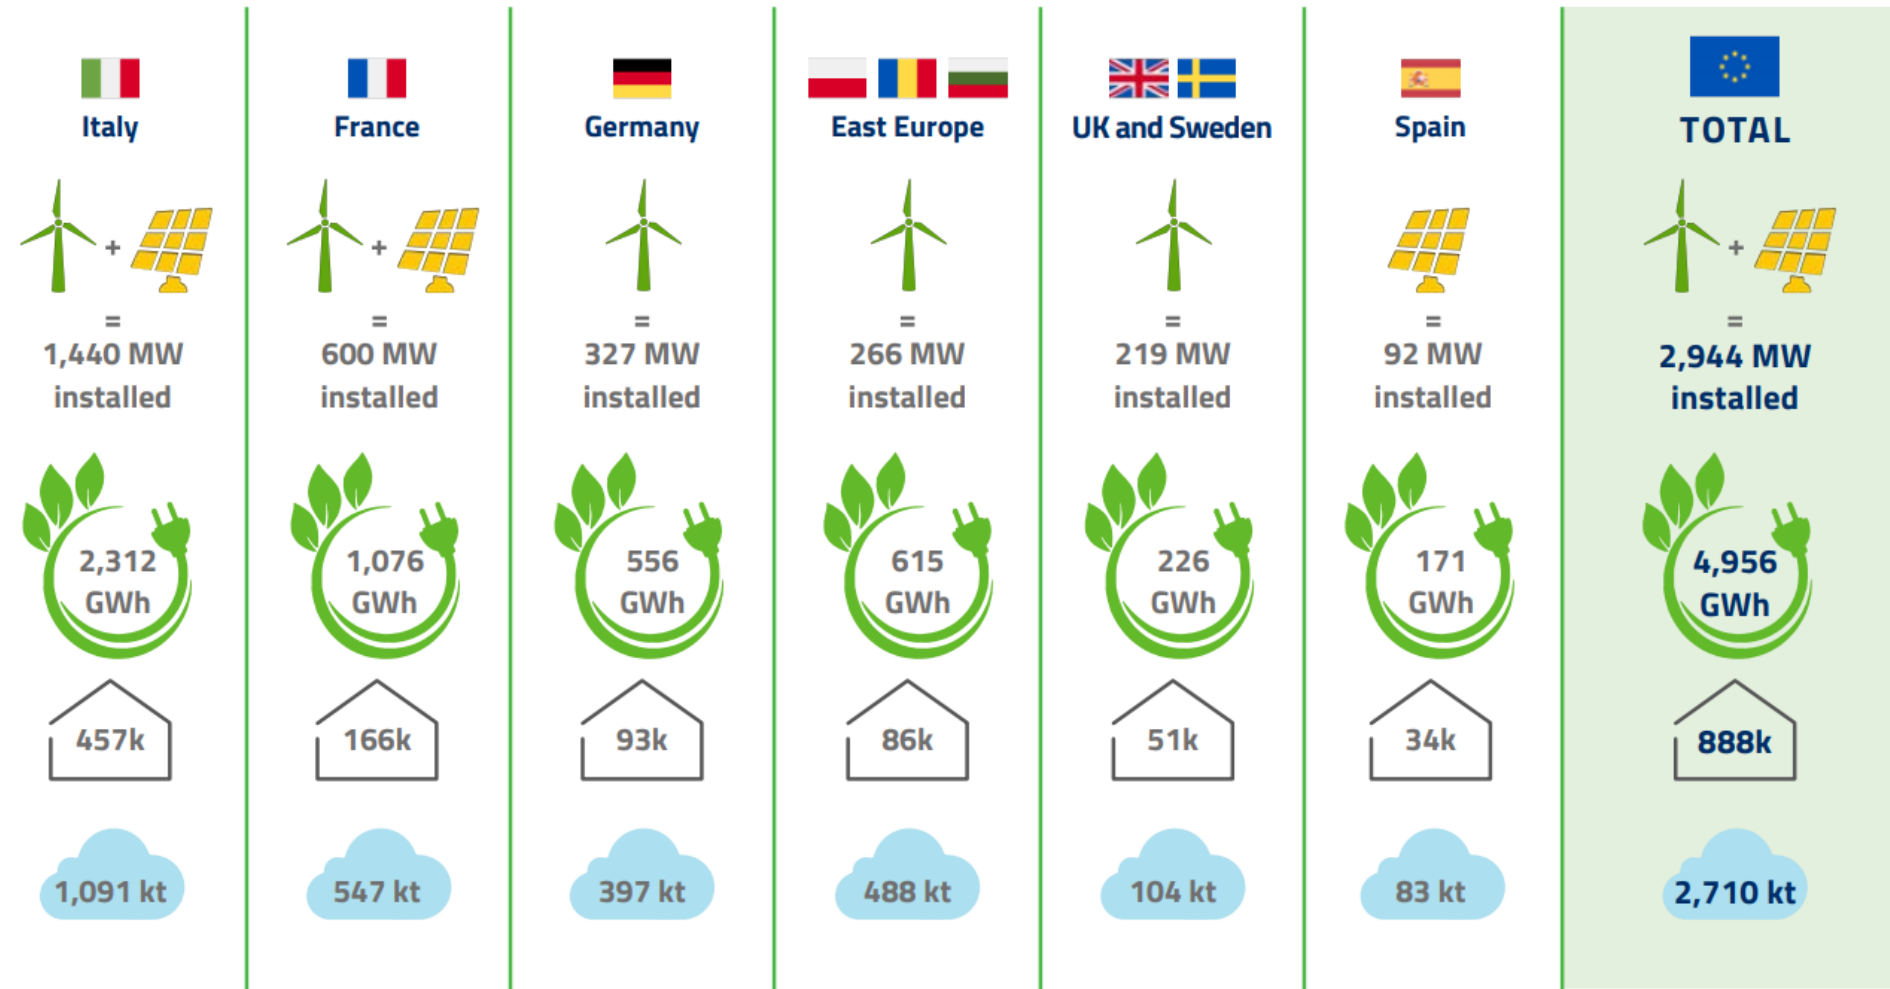 Italy
+
=
1,440 MW
installed
2,312
GWh
457k
1,091 kt
France
+
=
600 MW
installed
1,076
GWh
166k
547 kt
Germany
=
327 MW
installed
556
GWh
93k
397 kt
East Europe
=
266 MW
installed
615
GWh
86k
488 kt
UK and Sweden
=
219 MW
installed
226
GWh
51k
104 kt
Spain
=
92 MW
installed
171
GWh
34k
83 kt
TOTAL
+
=
2,944 MW
installed
4,956
GWh
888k
2,710 kt